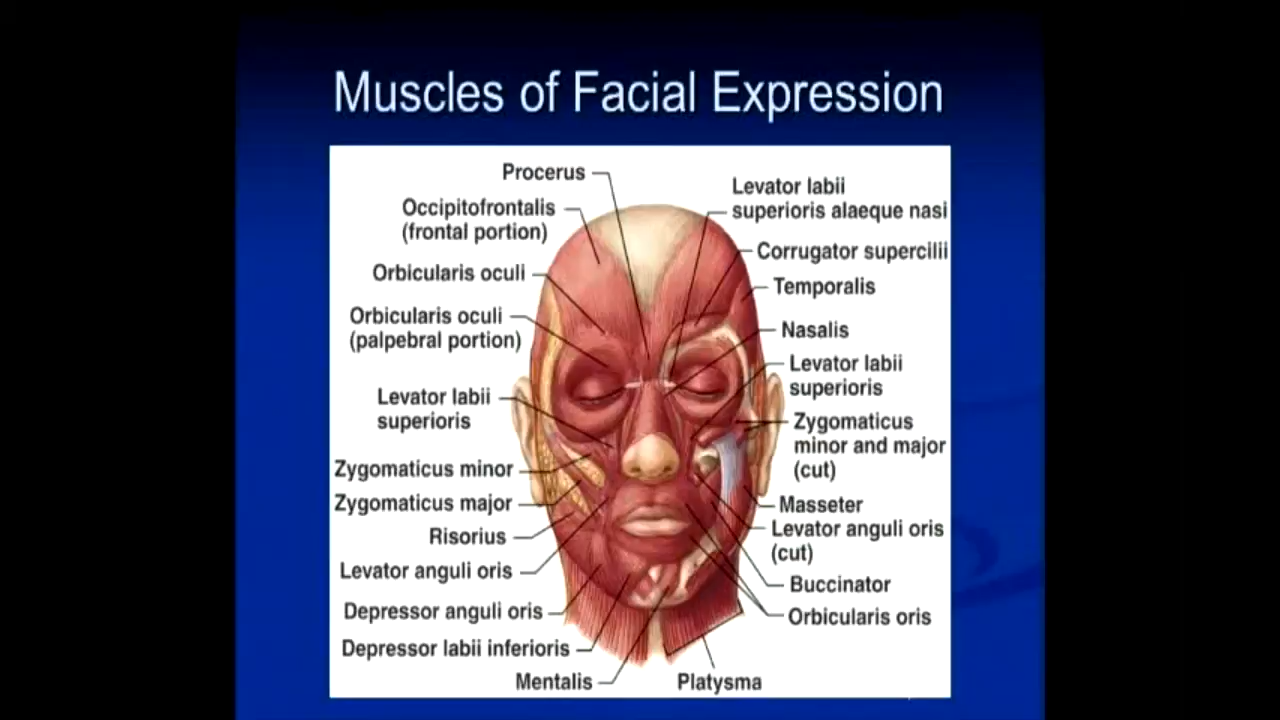 Muscles of Facial Expression
Procerus
Occipitofrontalis
(frontal portion)
Orbicularis oculi
Orbicularis oculi
(palpebral portion)
Levator labii
superioris
Zygomaticus minor
Zygomaticus major
Risorius
Levator anguli oris
Depressor anguli oris
Depressor labii inferioris
Mentalis
Levator labii
superioris alaeque nasi
Corrugator supercilii
Temporalis
Nasalis
Levator labii
superioris
Zygomaticus
minor and major
(cut)
Masseter
Levator anguli oris
(cut)
Buccinator
Orbicularis oris
Platysma